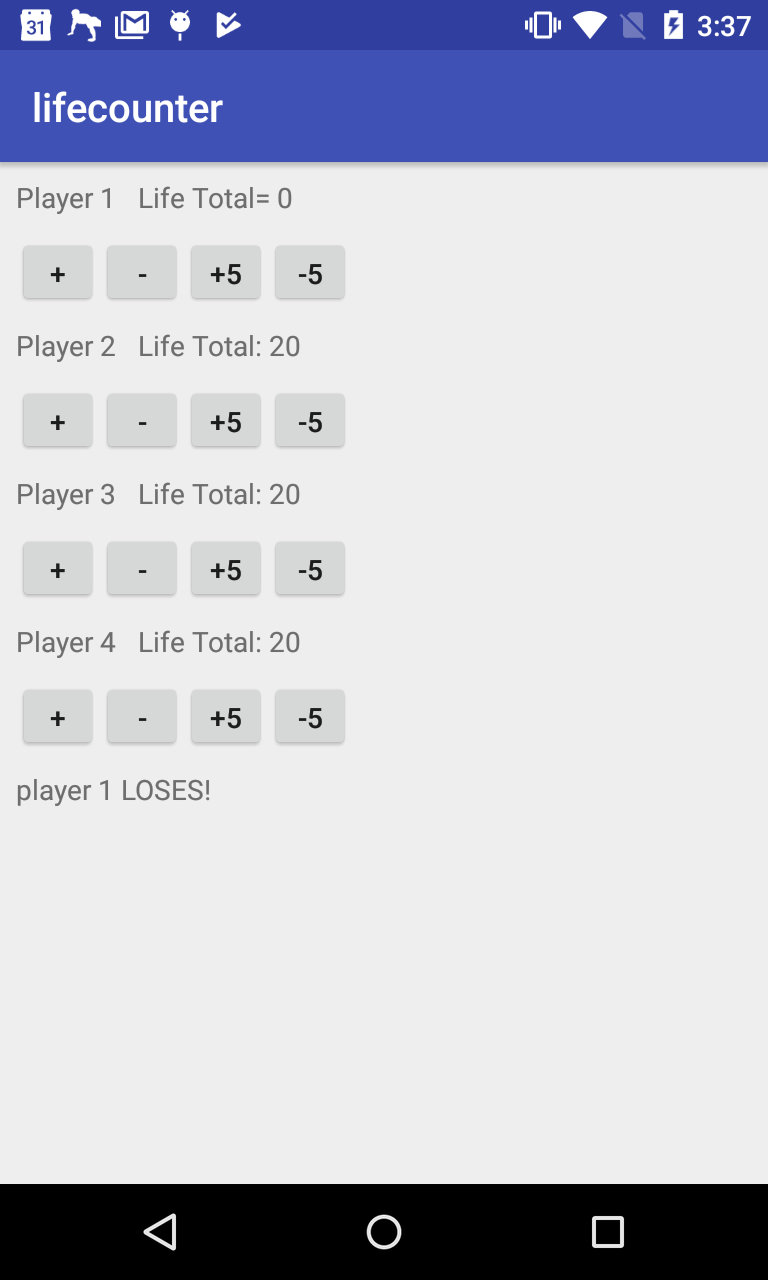 31 3:37
lifecounter
Player 1 Life Total= 0
+ - +5 -5
Player 2 Life Total: 20
+ - +5 -5
Player 3 Life Total: 20
+ - +5 -5
Player 4 Life Total: 20
+ - +5 -5
player 1 LOSES!